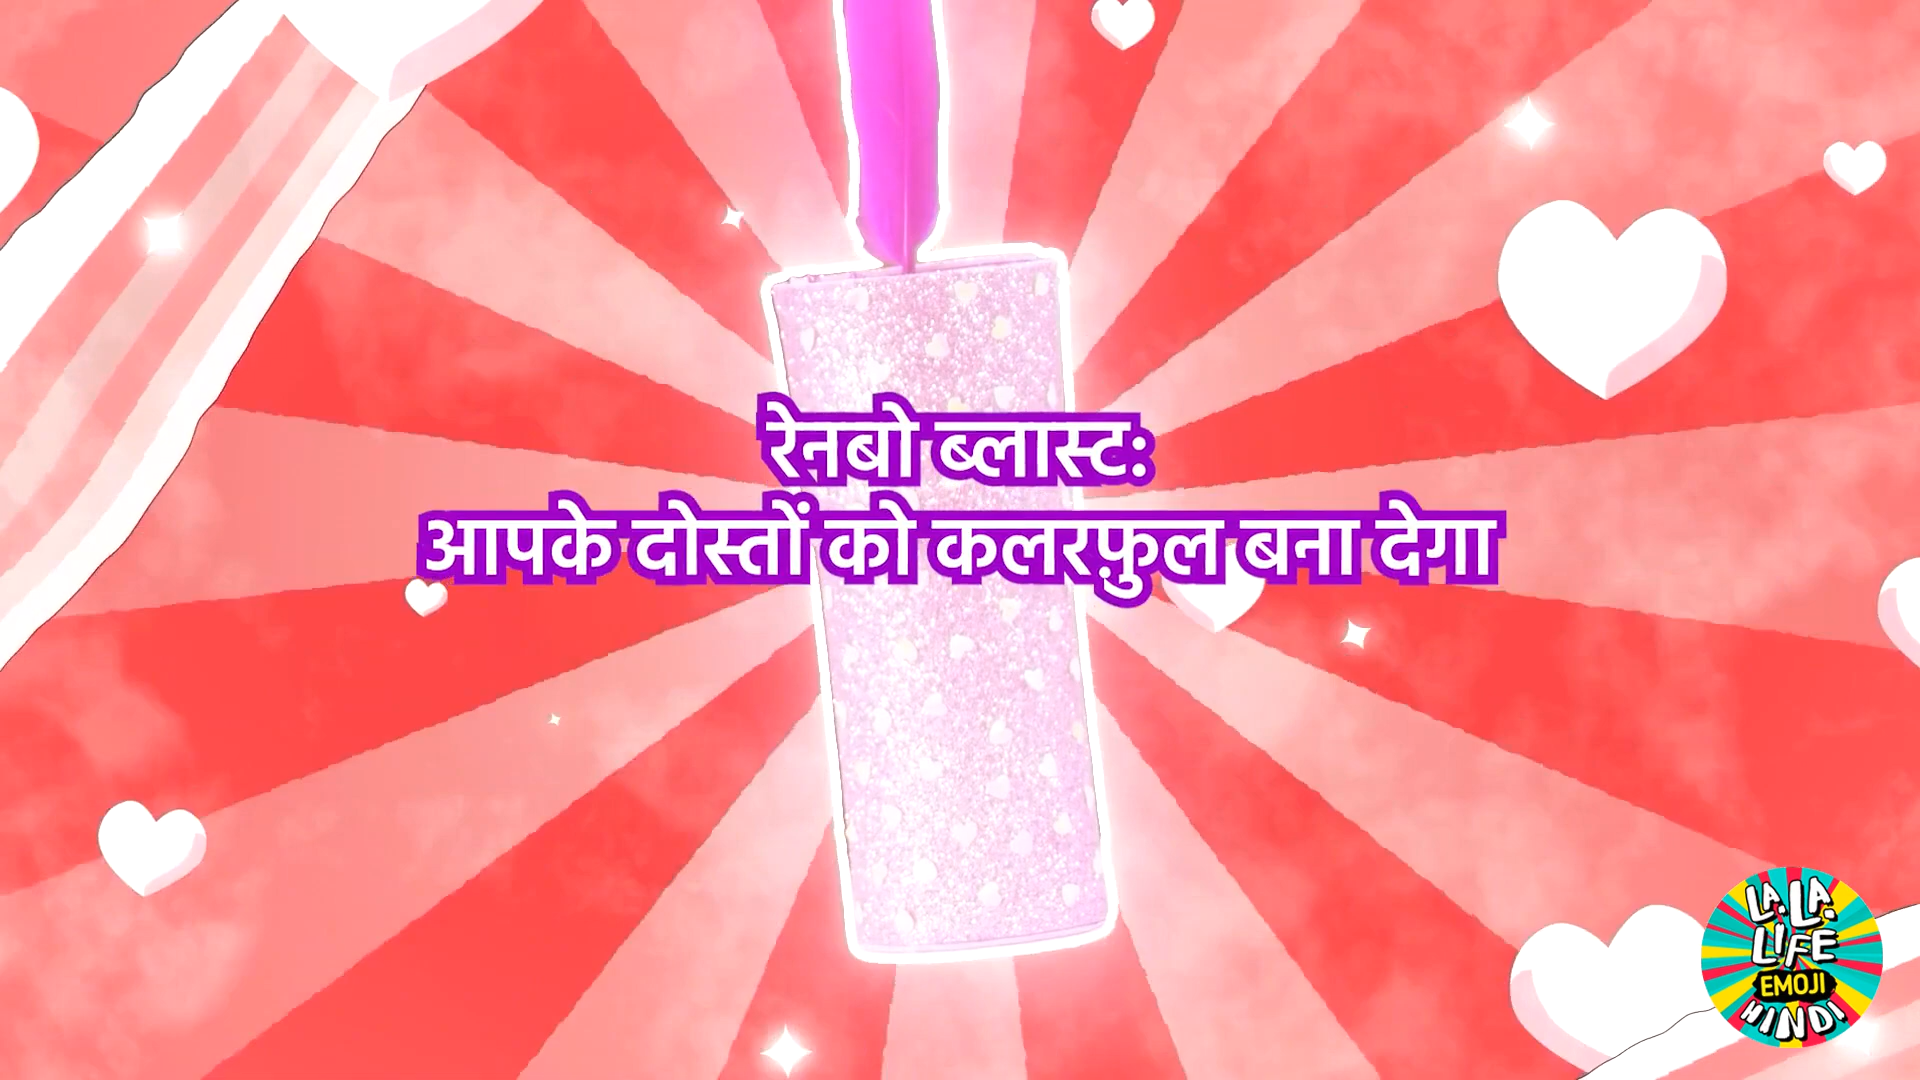 रेनबो ब्लास्ट:
आपके दोस्तों को कलरफ़ुल बना देगा
LA. LA.
LIFE
EMOJI
HINDI